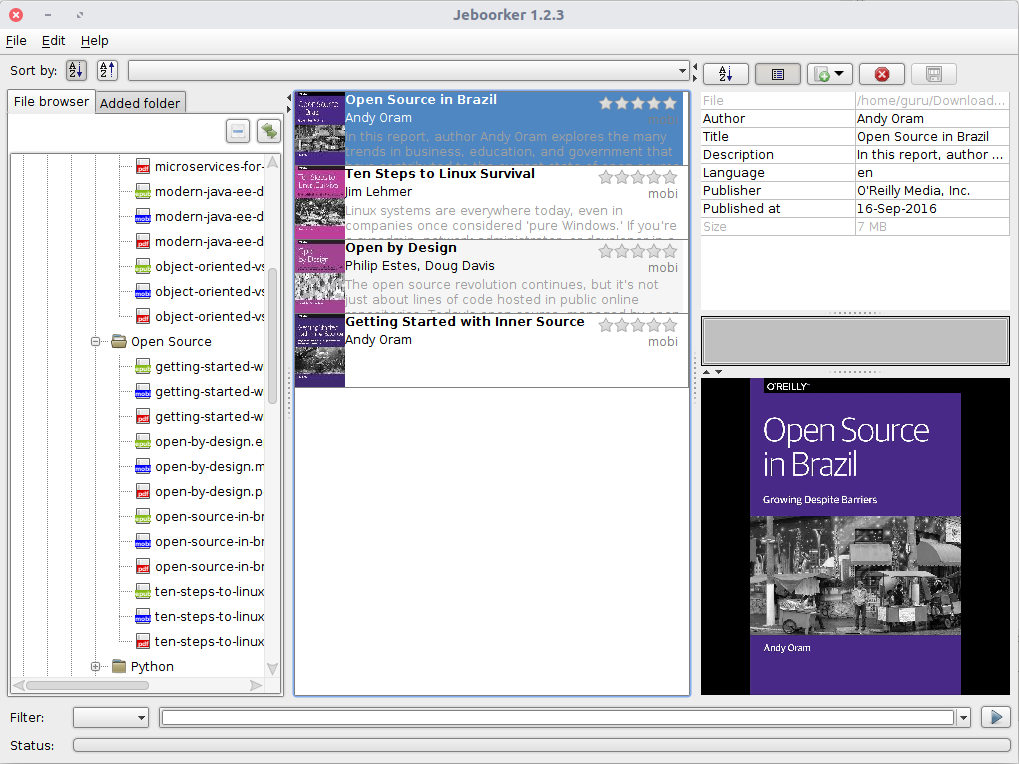 Jeboorker 1.2.3
File Edit Help
Sort by:
File browser Added folder
microservices-for-
modern-java-ee-d
modern-java-ee-d
modern-java-ee-d
object-oriented-vs
object-oriented-vs
object-oriented-vs
Open Source
getting-started-w
getting-started-w
getting-started-w
open-by-design.e
open-by-design.m
open-by-design.p
open-source-in-br
open-source-in-br
open-source-in-br
ten-steps-to-linux
ten-steps-to-linux
ten-steps-to-linux
Python
Open Source in Brazil
Andy Oram
mobi
In this report, author Andy Oram explores the many
trends in business, education, and government that
Ten Steps to Linux Survival
Jim Lehmer
mobi
Linux systems are everywhere today, even in
companies once considered 'pure Windows.' If you're
Open by Design
Philip Estes, Doug Davis
mobi
The open source revolution continues, but it's not
just about lines of code hosted in public online
Getting Started with Inner Source
Andy Oram
mobi
File /home/guru/Download...
Author Andy Oram
Title Open Source in Brazil
Description In this report, author ...
Language en
Publisher O'Reilly Media, Inc.
Published at 16-Sep-2016
Size 7 MB
O'REILLY
Open Source
in Brazil
Growing Despite Barriers
Andy Oram
Filter:
Status: